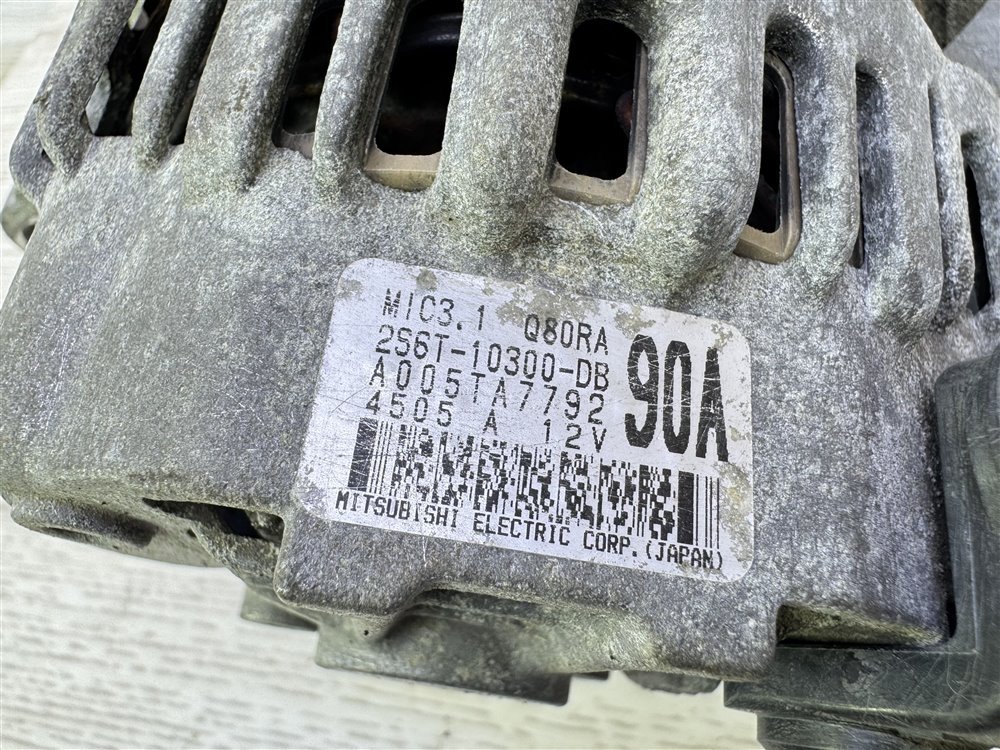 MIC3.1 Q80RA
2S6T-10300-DB
A005TA7792
4505 A 12V
90A
MITSUBISHI ELECTRIC CORP.(JAPAN)